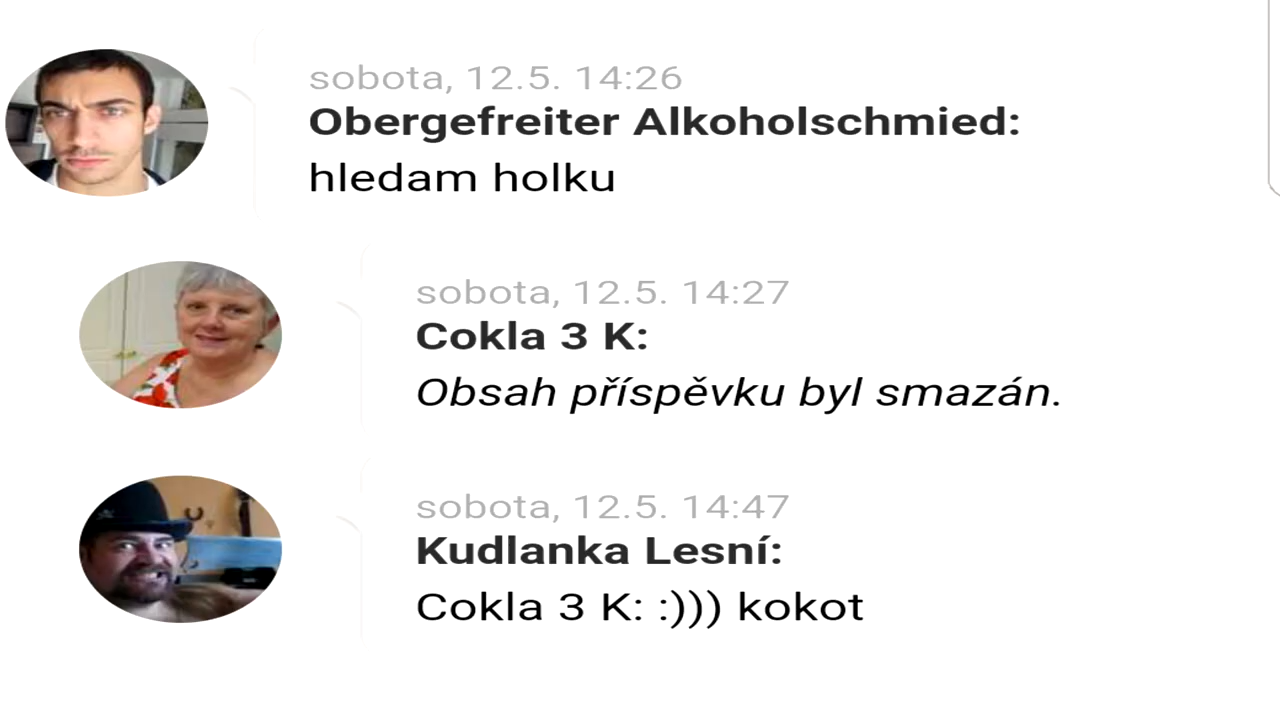 sobota, 12.5. 14:26
Obergefreiter Alkoholschmied:
hledam holku
sobota, 12.5. 14:27
Cokla 3 K:
Obsah příspěvku byl smazán.
sobota, 12.5. 14:47
Kudlanka Lesní:
Cokla 3 K: :))) kokot